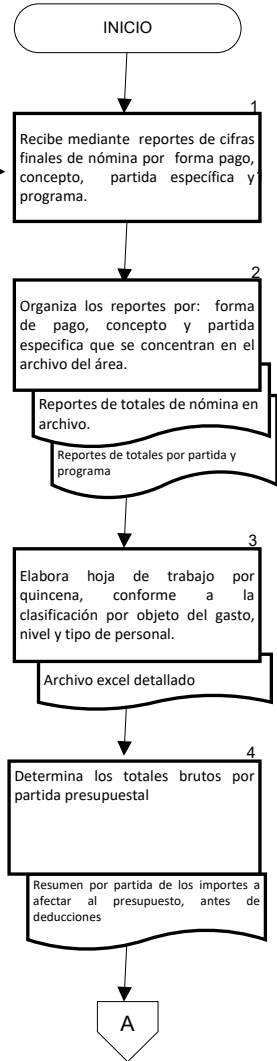 INICIO
1
Recibe mediante reportes de cifras
finales de nómina por forma pago,
concepto, partida específica y
programa.
2
Organiza los reportes por: forma
de pago, concepto y partida
especifica que se concentran en el
archivo del área.
Reportes de totales de nómina en
archivo.
Reportes de totales por partida y
programa
3
Elabora hoja de trabajo por
quincena, conforme a la
clasificación por objeto del gasto,
nivel y tipo de personal.
Archivo excel detallado
4
Determina los totales brutos por
partida presupuestal
Resumen por partida de los importes a
afectar al presupuesto, antes de
deducciones
A